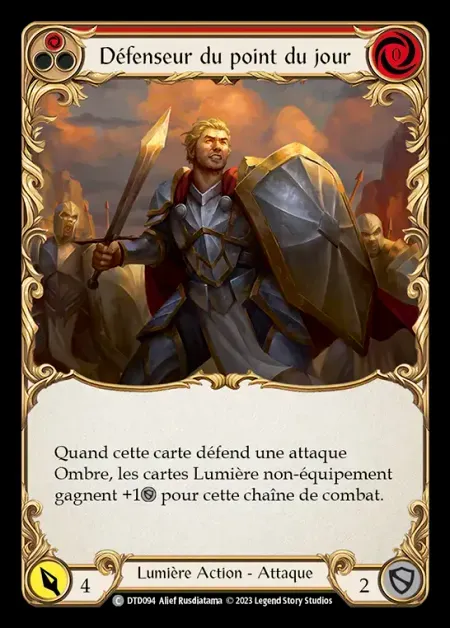 Défenseur du point du jour
0
Quand cette carte défend une attaque
Ombre, les cartes Lumière non-équipement
gagnent +1 pour cette chaîne de combat.
4
Lumière Action - Attaque
2
C DTD094 Alief Rusdiatama © 2023 Legend Story Studios